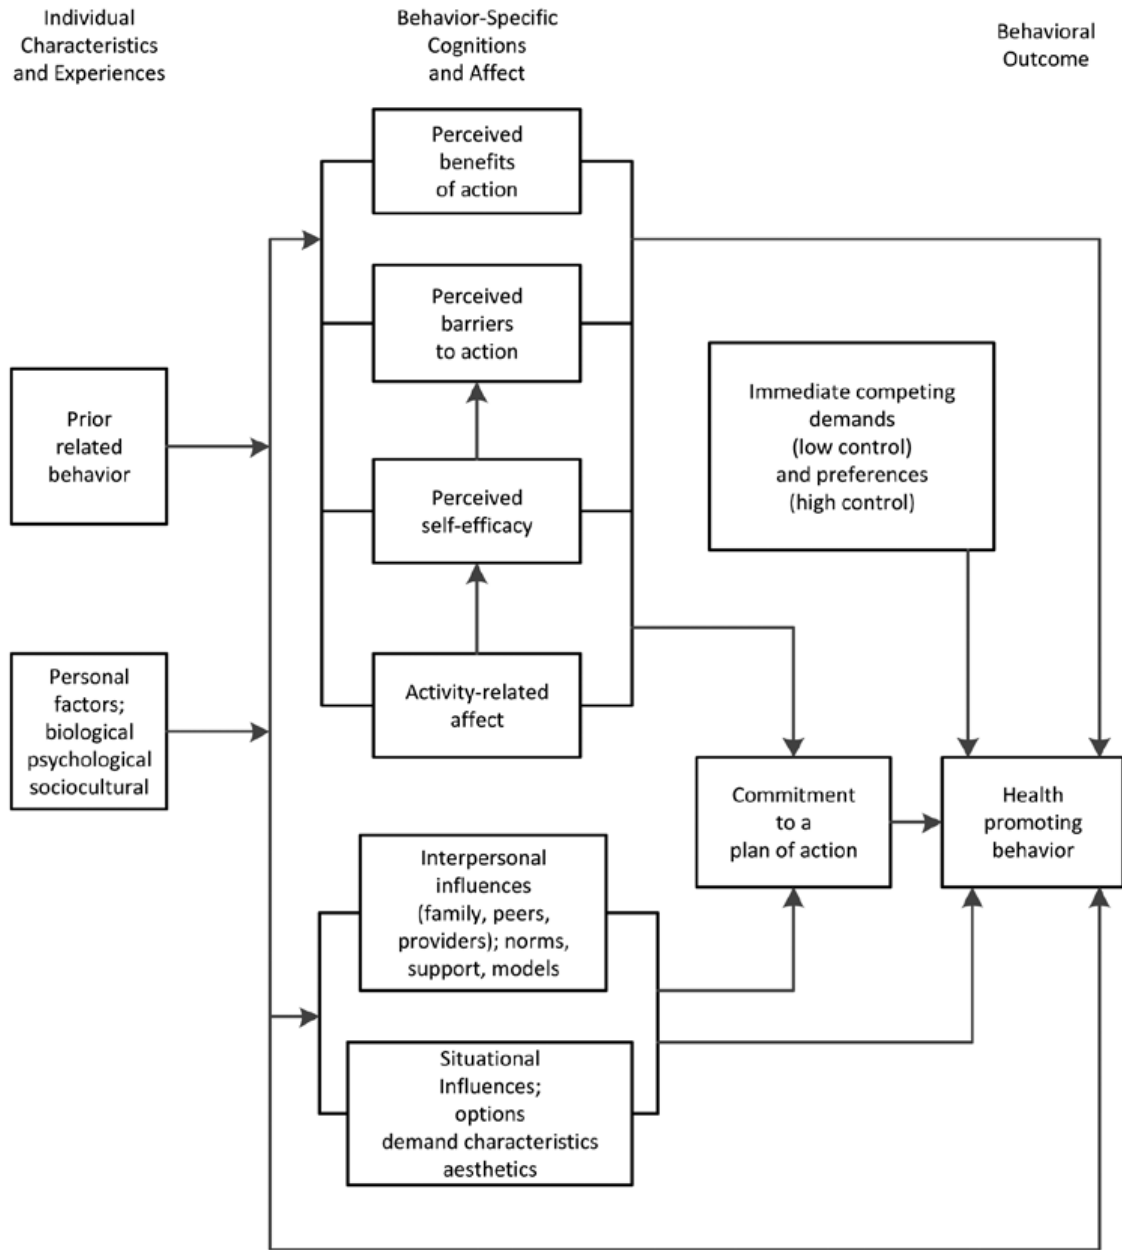 Individual
Characteristics
and Experiences
Behavior-Specific
Cognitions
and Affect
Behavioral
Outcome
Perceived
benefits
of action
Perceived
barriers
to action
Prior
related
behavior
Immediate competing
demands
(low control)
and preferences
(high control)
Perceived
self-efficacy
Personal
factors;
biological
psychological
sociocultural
Activity-related
affect
Commitment
to a
plan of action
Health
promoting
behavior
Interpersonal
influences
(family, peers,
providers); norms,
support, models
Situational
Influences;
options
demand characteristics
aesthetics